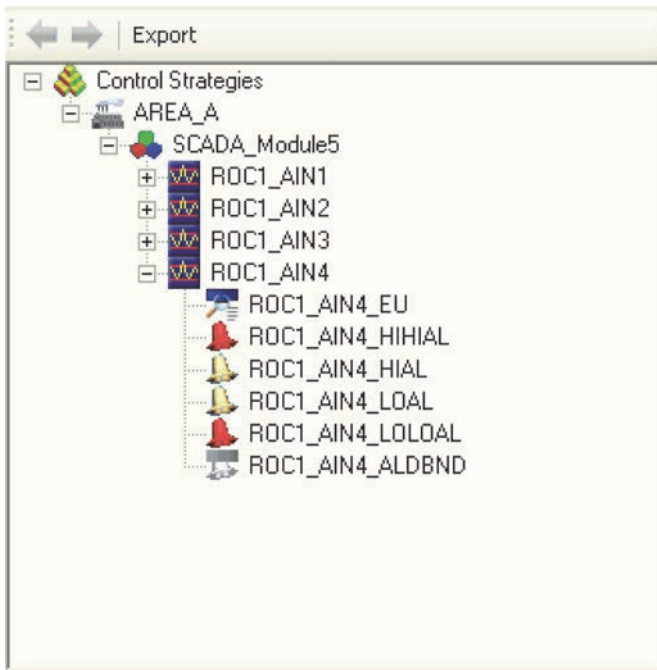 Export
Control Strategies
AREA_A
SCADA_Module5
ROC1_AIN1
ROC1_AIN2
ROC1_AIN3
ROC1_AIN4
ROC1_AIN4_EU
ROC1_AIN4_HIHIAL
ROC1_AIN4_HIAL
ROC1_AIN4_LOAL
ROC1_AIN4_LOLOAL
ROC1_AIN4_ALDBND